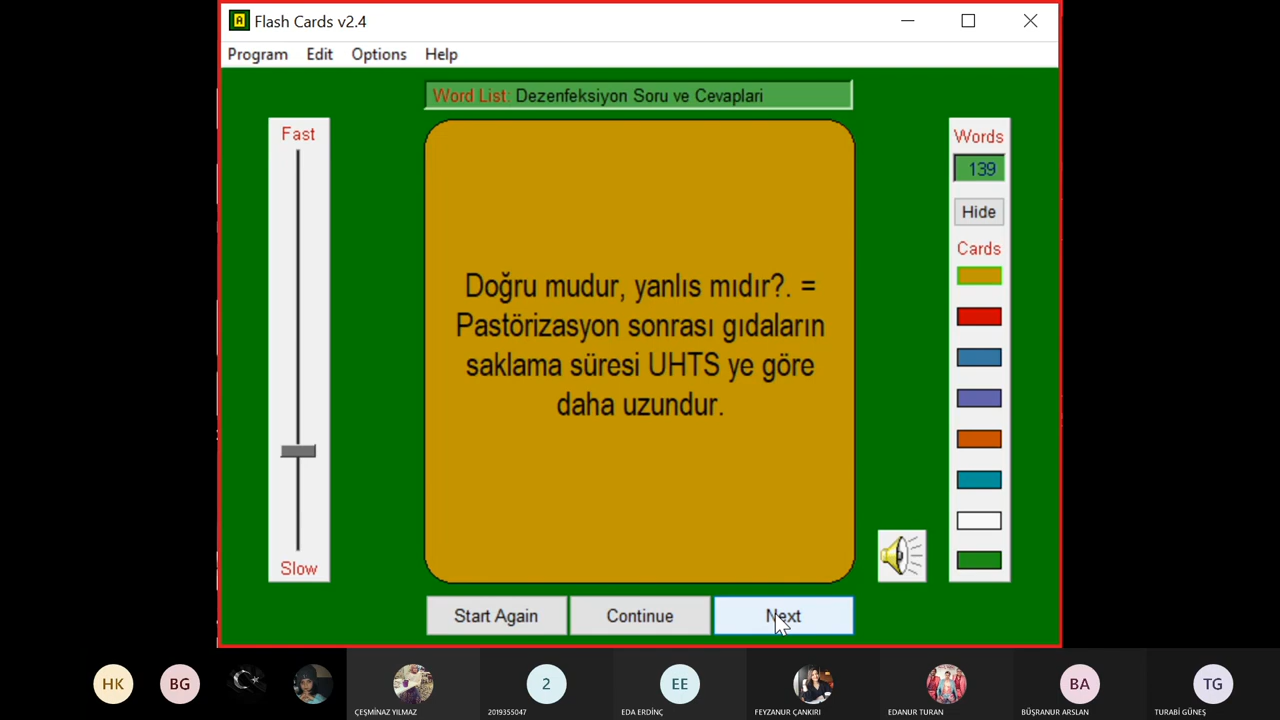 Flash Cards v2.4
Program Edit Options Help
Word List: Dezenfeksiyon Soru ve Cevaplari
Fast
Slow
Doğru mudur, yanlıs mıdır?. =
Pastörizasyon sonrası gıdaların
saklama süresi UHTS ye göre
daha uzundur.
Words
139
Hide
Cards
Start Again Continue Next
HK BG 2 EE BA TG
ÇEŞMİNAZ YILMAZ 2019355047 EDA ERDİNÇ FEYZANUR ÇANKIRI EDANUR TURAN BÜŞRANUR ARSLAN TURABİ GÜNEŞ